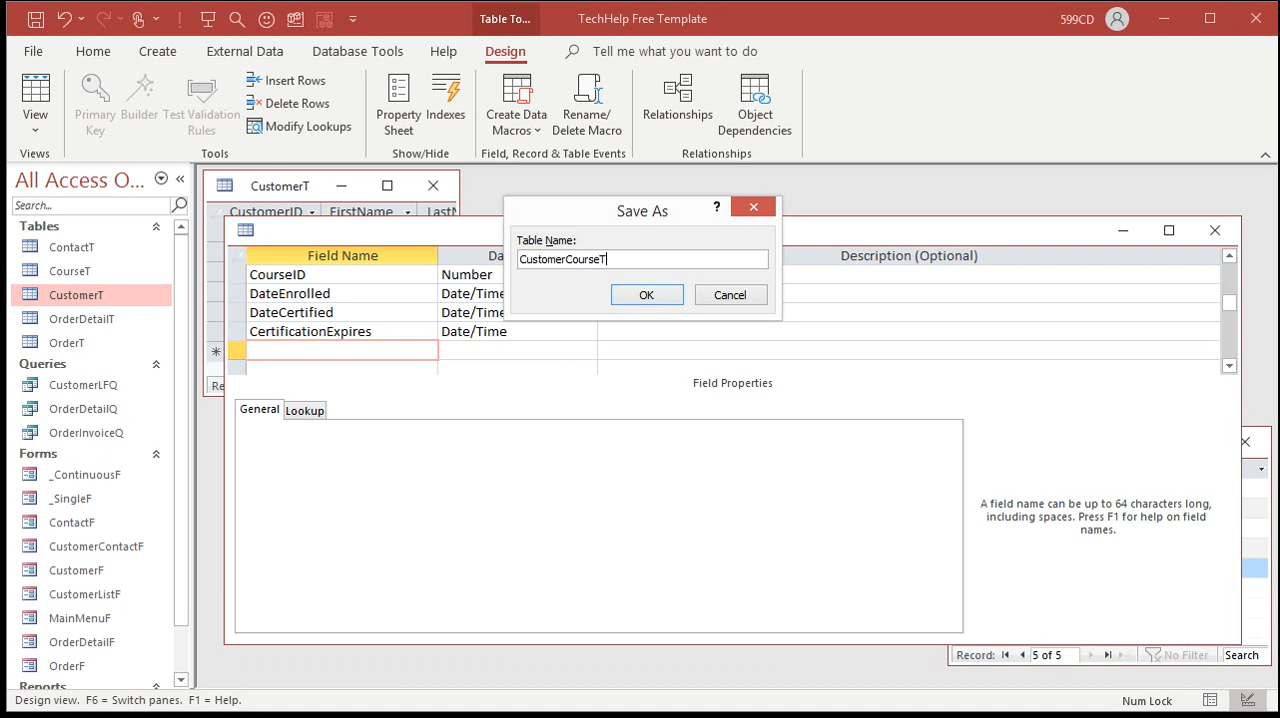 Table To...
TechHelp Free Template
599CD
File
Home
Create
External Data
Database Tools
Help
Design
Tell me what you want to do
View
Primary Key
Builder
Test Validation Rules
Insert Rows
Delete Rows
Modify Lookups
Property Sheet
Indexes
Create Data Macros
Rename/ Delete Macro
Relationships
Object Dependencies
Views
Tools
Show/Hide
Field, Record & Table Events
Relationships
All Access O...
Search...
Tables
ContactT
CourseT
CustomerT
OrderDetailT
OrderT
Queries
CustomerLFQ
OrderDetailQ
OrderInvoiceQ
Forms
_ContinuousF
_SingleF
ContactF
CustomerContactF
CustomerF
CustomerListF
MainMenuF
OrderDetailF
OrderF
Reports
CustomerT
CustomerID
FirstName
LastN
Re
Field Name
Da
Description (Optional)
CourseID
Number
DateEnrolled
Date/Time
DateCertified
Date/Time
CertificationExpires
Date/Time
Save As
?
Table Name:
CustomerCourseT
OK
Cancel
Field Properties
General
Lookup
A field name can be up to 64 characters long,
including spaces. Press F1 for help on field
names.
Record:
5 of 5
No Filter
Search
Design view. F6 = Switch panes. F1 = Help.
Num Lock